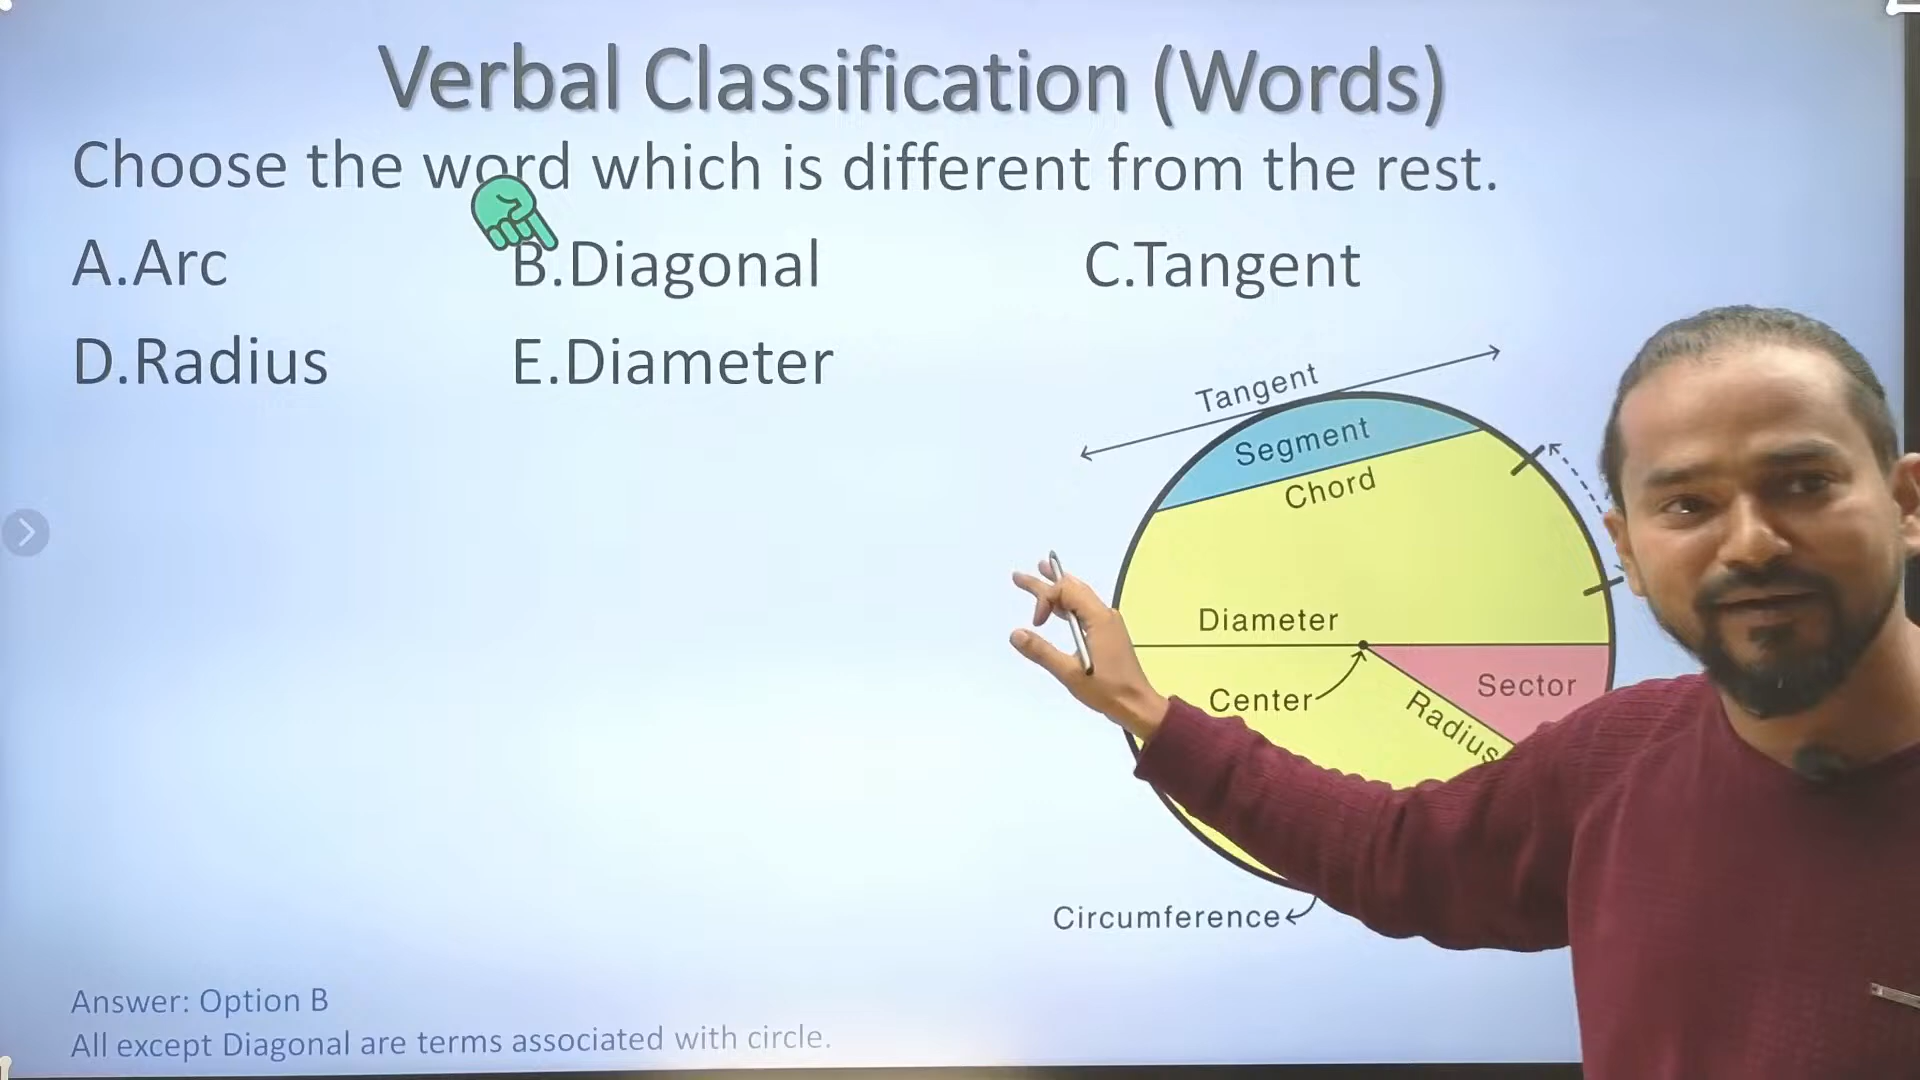 Verbal Classification (Words)
Choose the word which is different from the rest.
A.Arc B.Diagonal C.Tangent
D.Radius E.Diameter
Tangent
Segment
Chord
Diameter
Center
Sector
Radius
Circumference
Answer: Option B
All except Diagonal are terms associated with circle.